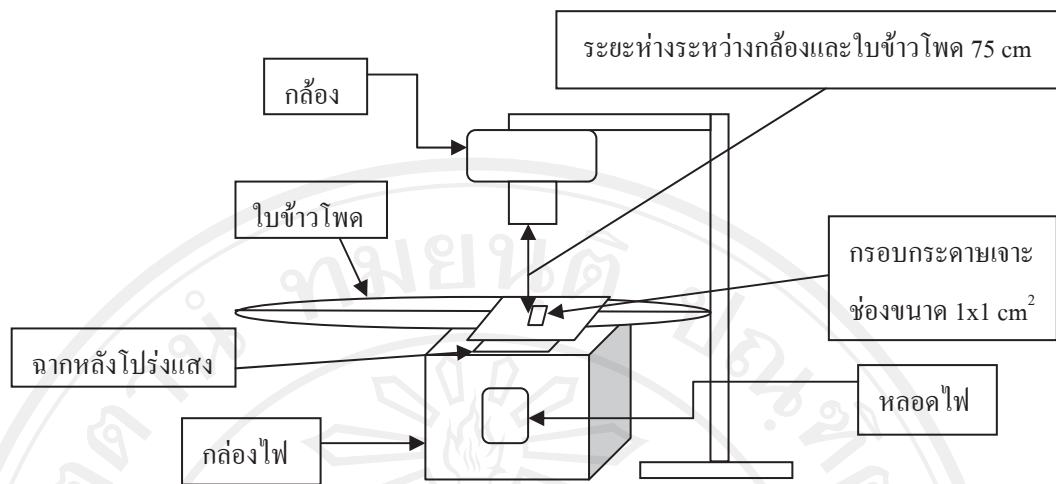 ระยะห่างระหว่างกล้องและใบข้าวโพด 75 cm
กล้อง
ใบข้าวโพด
กรอบกระดาษเจาะ
ช่องขนาด 1x1 cm²
ฉากหลังโปร่งแสง
หลอดไฟ
กล่องไฟ